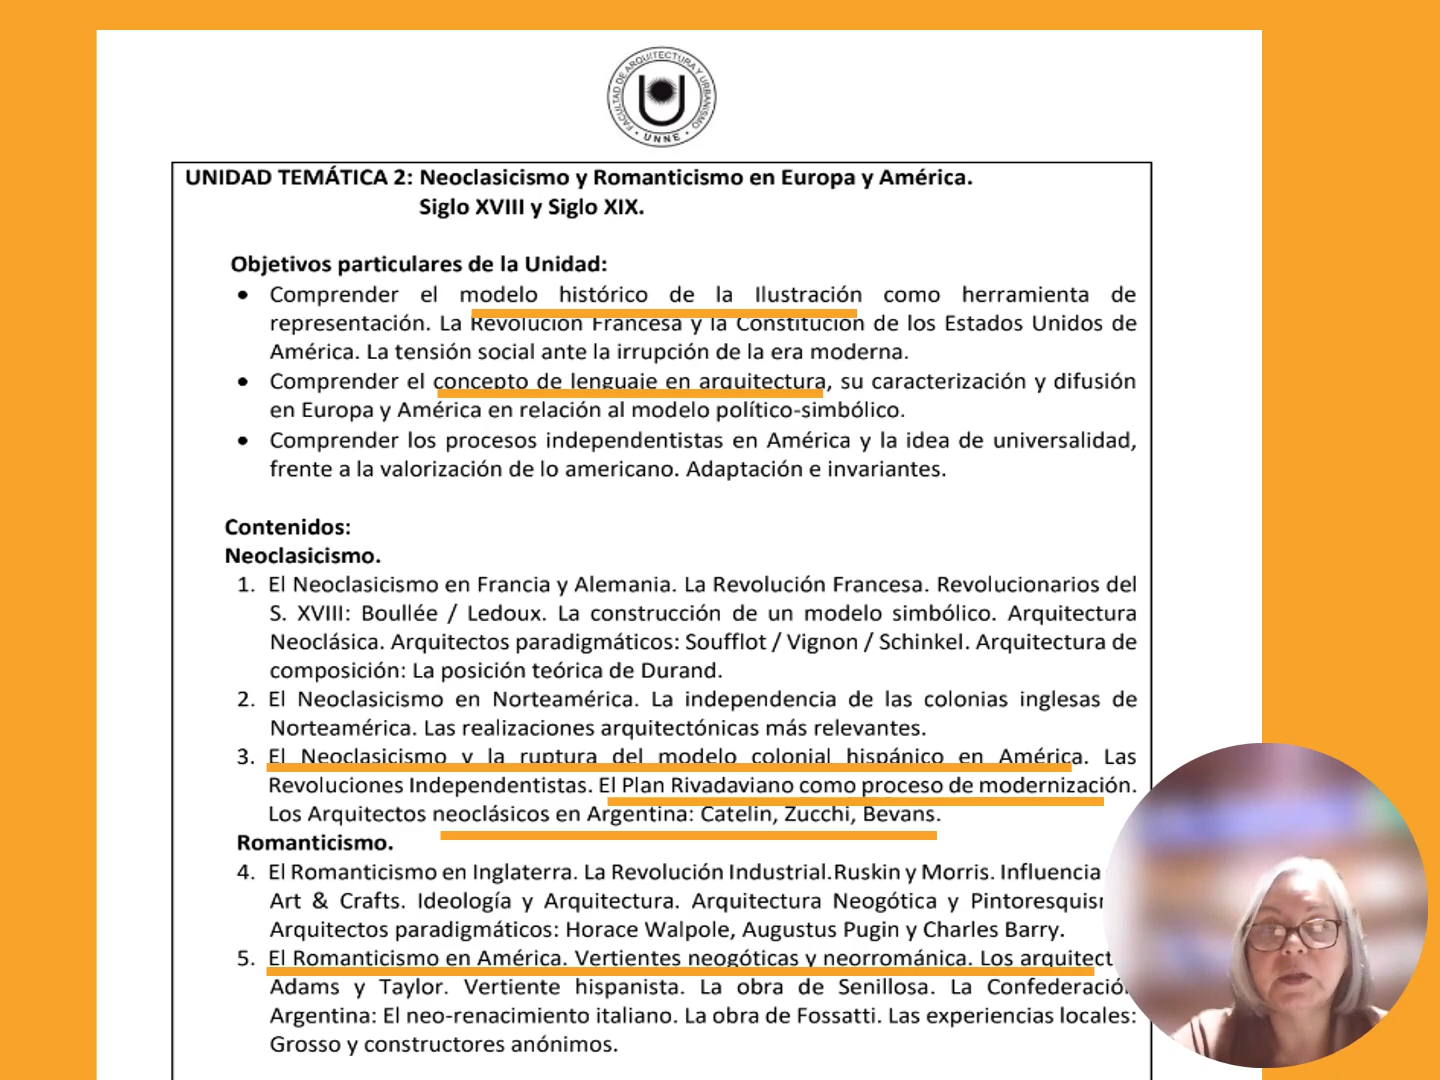 FACULTAD DE ARQUITECTURA Y URBANISMO
• UNNE •
UNIDAD TEMÁTICA 2: Neoclasicismo y Romanticismo en Europa y América.
Siglo XVIII y Siglo XIX.
Objetivos particulares de la Unidad:
• Comprender el modelo histórico de la Ilustración como herramienta de
representación. La Revolución Francesa y la Constitución de los Estados Unidos de
América. La tensión social ante la irrupción de la era moderna.
• Comprender el concepto de lenguaje en arquitectura, su caracterización y difusión
en Europa y América en relación al modelo político-simbólico.
• Comprender los procesos independentistas en América y la idea de universalidad,
frente a la valorización de lo americano. Adaptación e invariantes.
Contenidos:
Neoclasicismo.
1. El Neoclasicismo en Francia y Alemania. La Revolución Francesa. Revolucionarios del
S. XVIII: Boullée / Ledoux. La construcción de un modelo simbólico. Arquitectura
Neoclásica. Arquitectos paradigmáticos: Soufflot / Vignon / Schinkel. Arquitectura de
composición: La posición teórica de Durand.
2. El Neoclasicismo en Norteamérica. La independencia de las colonias inglesas de
Norteamérica. Las realizaciones arquitectónicas más relevantes.
3. El Neoclasicismo y la ruptura del modelo colonial hispánico en América. Las
Revoluciones Independentistas. El Plan Rivadaviano como proceso de modernización.
Los Arquitectos neoclásicos en Argentina: Catelin, Zucchi, Bevans.
Romanticismo.
4. El Romanticismo en Inglaterra. La Revolución Industrial.Ruskin y Morris. Influencia
Art & Crafts. Ideología y Arquitectura. Arquitectura Neogótica y Pintoresquis
Arquitectos paradigmáticos: Horace Walpole, Augustus Pugin y Charles Barry.
5. El Romanticismo en América. Vertientes neogóticas y neorrománica. Los arquitect
Adams y Taylor. Vertiente hispanista. La obra de Senillosa. La Confederación
Argentina: El neo-renacimiento italiano. La obra de Fossatti. Las experiencias locales:
Grosso y constructores anónimos.